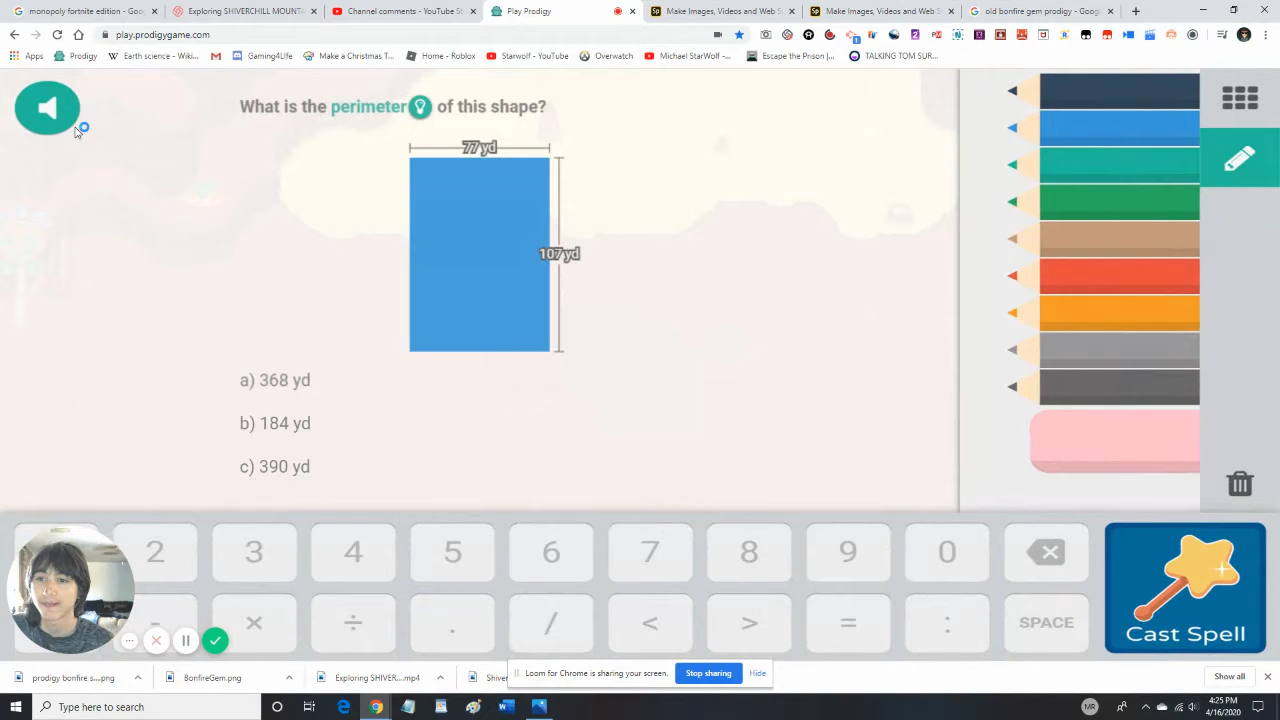 monopoly fortnite edition - Goo
Exploring SHIVERCHILL MOUNTA
Channel comments - YouTube St
Play Prodigy
Make Images, Videos and Web S
Make Images, Videos and Web S
old bonfire gem prodigy - Goog
play.prodigygame.com
Apps
Prodigy
Earth science - Wiki...
Gaming4Ulfe
Make a Christmas T...
Home - Roblox
Starwolf - YouTube
Overwatch
Michael StarWolf -...
Escape the Prison |...
TALKING TOM SUR...
What is the perimeter of this shape?
77 yd
107 yd
a) 368 yd
b) 184 yd
c) 390 yd
2 3 4 5 6 7 8 9 0
- × ÷ . / < > = : SPACE
Cast Spell
prodigy bonfire s....png
BonfireGem.png
Exploring SHIVER....mp4
Shive
Loom for Chrome is sharing your screen.
Stop sharing
Hide
Show all
Type here to search
MR
4:25 PM
4/16/2020